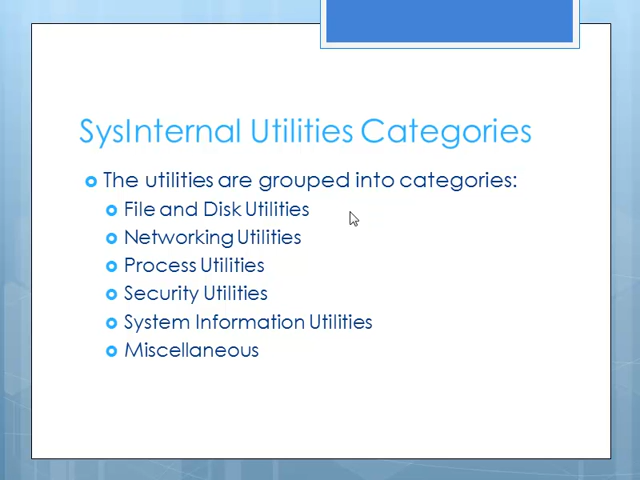 SysInternal Utilities Categories
The utilities are grouped into categories:
File and Disk Utilities
Networking Utilities
Process Utilities
Security Utilities
System Information Utilities
Miscellaneous